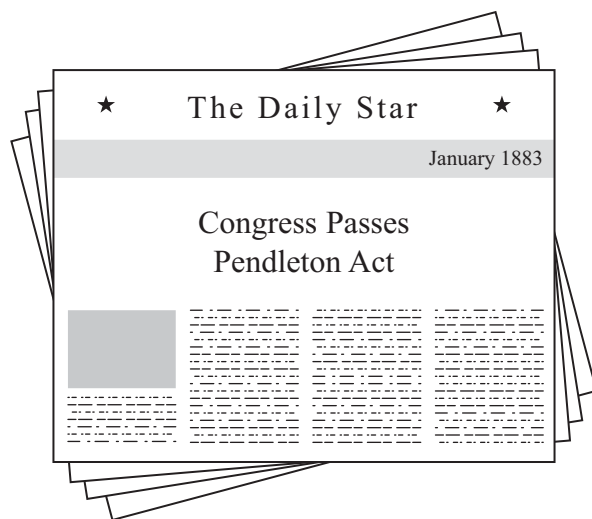 The Daily Star
January 1883
Congress Passes
Pendleton Act